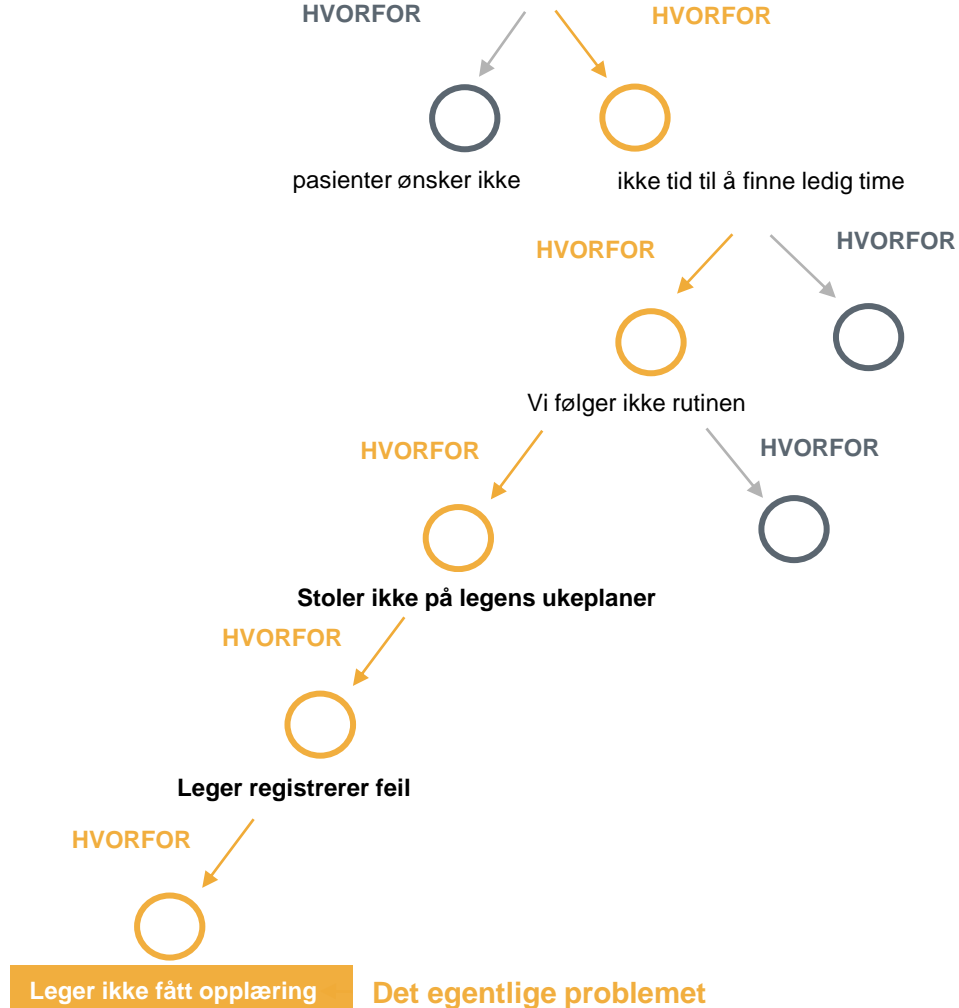 HVORFOR
HVORFOR
pasienter ønsker ikke
ikke tid til å finne ledig time
HVORFOR
HVORFOR
Vi følger ikke rutinen
HVORFOR
HVORFOR
Stoler ikke på legens ukeplaner
HVORFOR
Leger registrerer feil
HVORFOR
Leger ikke fått opplæring
Det egentlige problemet